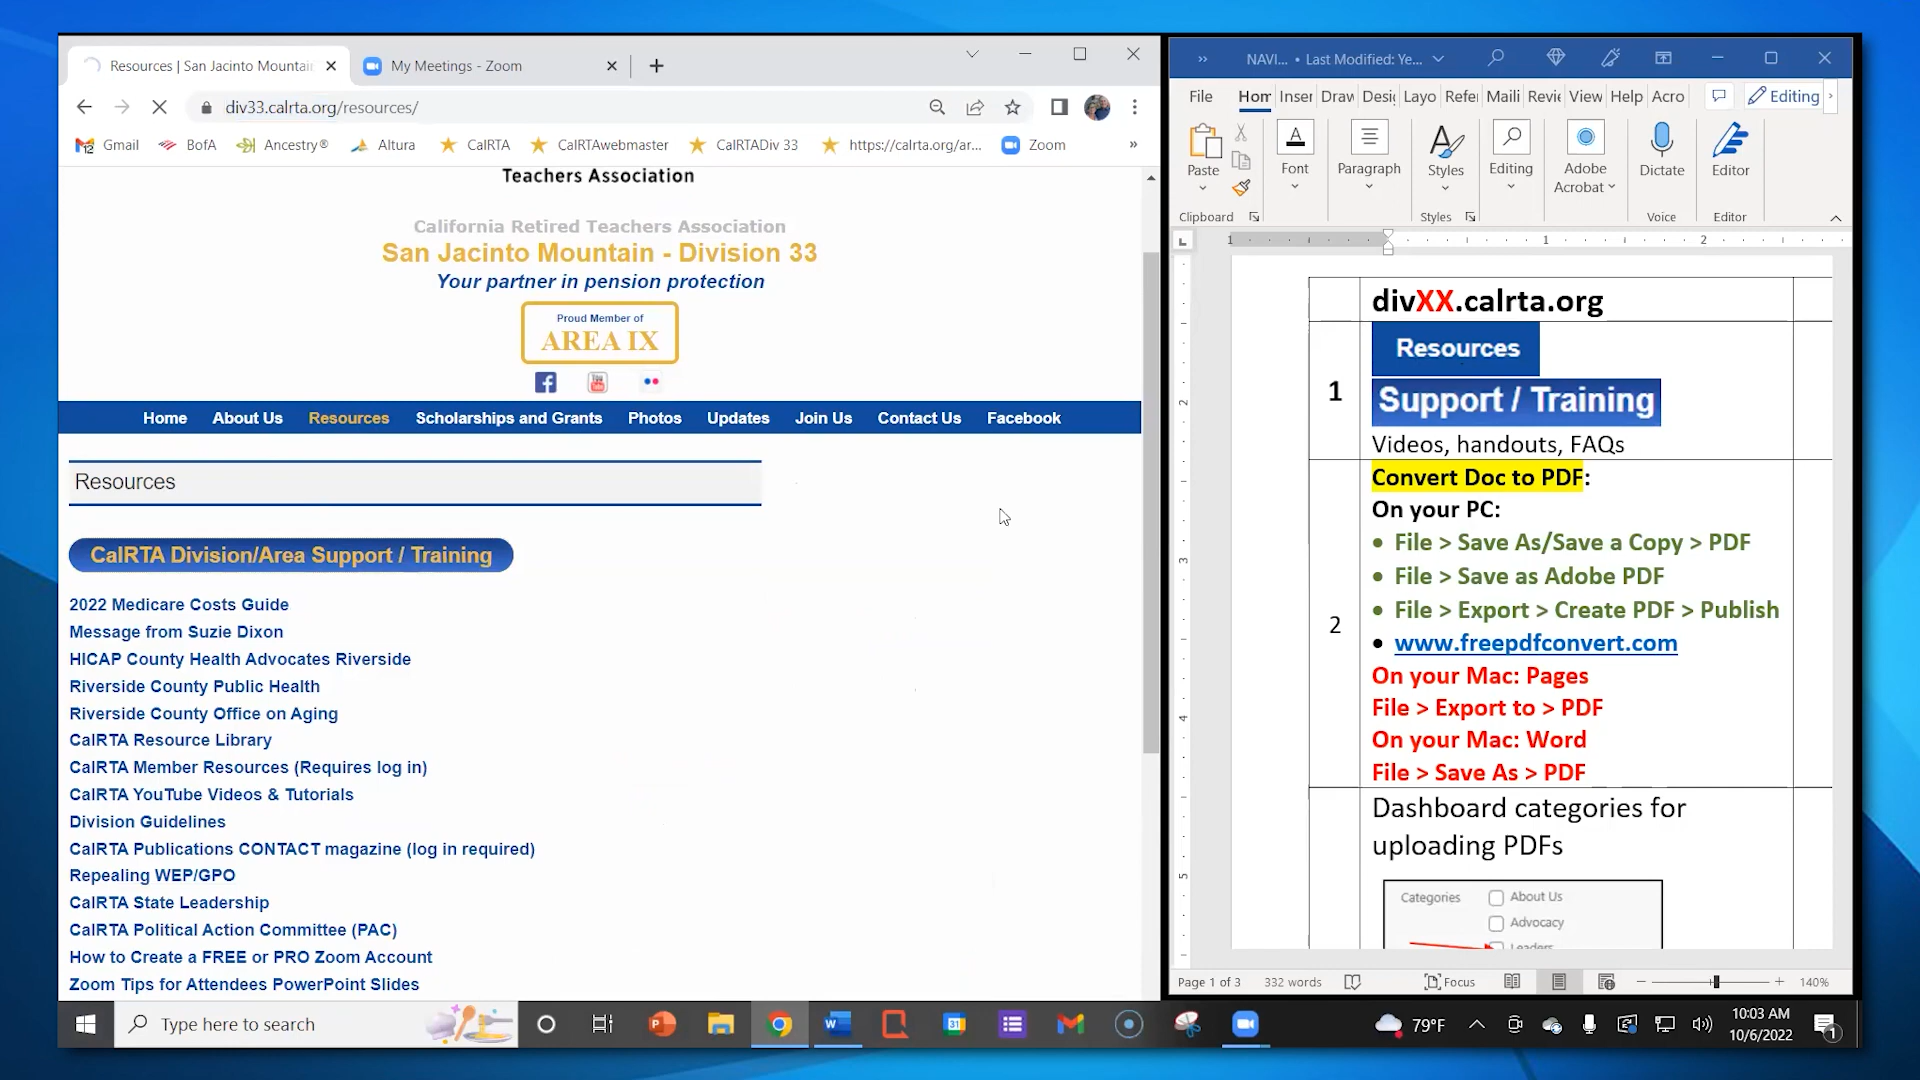 Resources | San Jacinto Mountai
My Meetings - Zoom
div33.calrta.org/resources/
Gmail
BofA
Ancestry®
Altura
CalRTA
CalRTAwebmaster
CalRTADiv 33
https://calrta.org/ar...
Zoom
»
Teachers Association
California Retired Teachers Association
San Jacinto Mountain - Division 33
Your partner in pension protection
Proud Member of
AREA IX
Home About Us Resources Scholarships and Grants Photos Updates Join Us Contact Us Facebook
Resources
CalRTA Division/Area Support / Training
2022 Medicare Costs Guide
Message from Suzie Dixon
HICAP County Health Advocates Riverside
Riverside County Public Health
Riverside County Office on Aging
CalRTA Resource Library
CalRTA Member Resources (Requires log in)
CalRTA YouTube Videos & Tutorials
Division Guidelines
CalRTA Publications CONTACT magazine (log in required)
Repealing WEP/GPO
CalRTA State Leadership
CalRTA Political Action Committee (PAC)
How to Create a FREE or PRO Zoom Account
Zoom Tips for Attendees PowerPoint Slides
» NAVI... • Last Modified: Ye...
File Hom Inser Draw Desig Layo Refer Maili Revie View Help Acro Editing
Paste
Font
Paragraph
Styles
Editing
Adobe Acrobat
Dictate
Editor
Clipboard
Styles
Voice
Editor
1 1 2
divXX.calrta.org
1
Resources
Support / Training
Videos, handouts, FAQs
2
Convert Doc to PDF:
On your PC:
• File > Save As/Save a Copy > PDF
• File > Save as Adobe PDF
• File > Export > Create PDF > Publish
• www.freepdfconvert.com
On your Mac: Pages
File > Export to > PDF
On your Mac: Word
File > Save As > PDF
Dashboard categories for
uploading PDFs
Categories
About Us
Advocacy
Leaders
2
3
4
5
Page 1 of 3 332 words Focus 140%
Type here to search
79°F
10:03 AM
10/6/2022